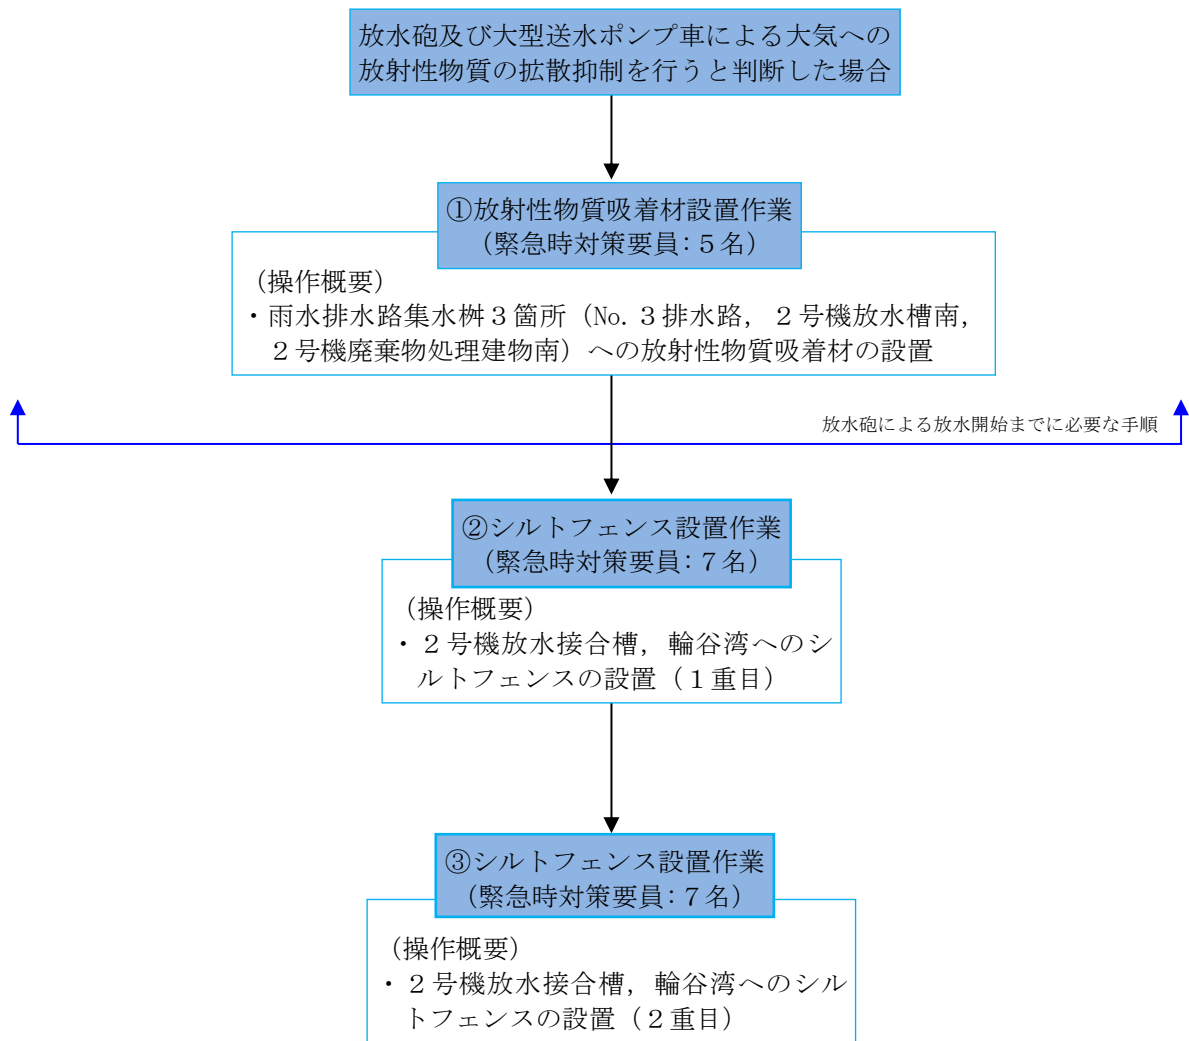 放水砲及び大型送水ポンプ車による大気への
放射性物質の拡散抑制を行うと判断した場合
①放射性物質吸着材設置作業
（緊急時対策要員：５名）
（操作概要）
・雨水排水路集水桝３箇所（No.３排水路，２号機放水槽南，
２号機廃棄物処理建物南）への放射性物質吸着材の設置
放水砲による放水開始までに必要な手順
②シルトフェンス設置作業
（緊急時対策要員：７名）
（操作概要）
・２号機放水接合槽，輪谷湾へのシ
ルトフェンスの設置（１重目）
③シルトフェンス設置作業
（緊急時対策要員：７名）
（操作概要）
・２号機放水接合槽，輪谷湾へのシル
トフェンスの設置（２重目）